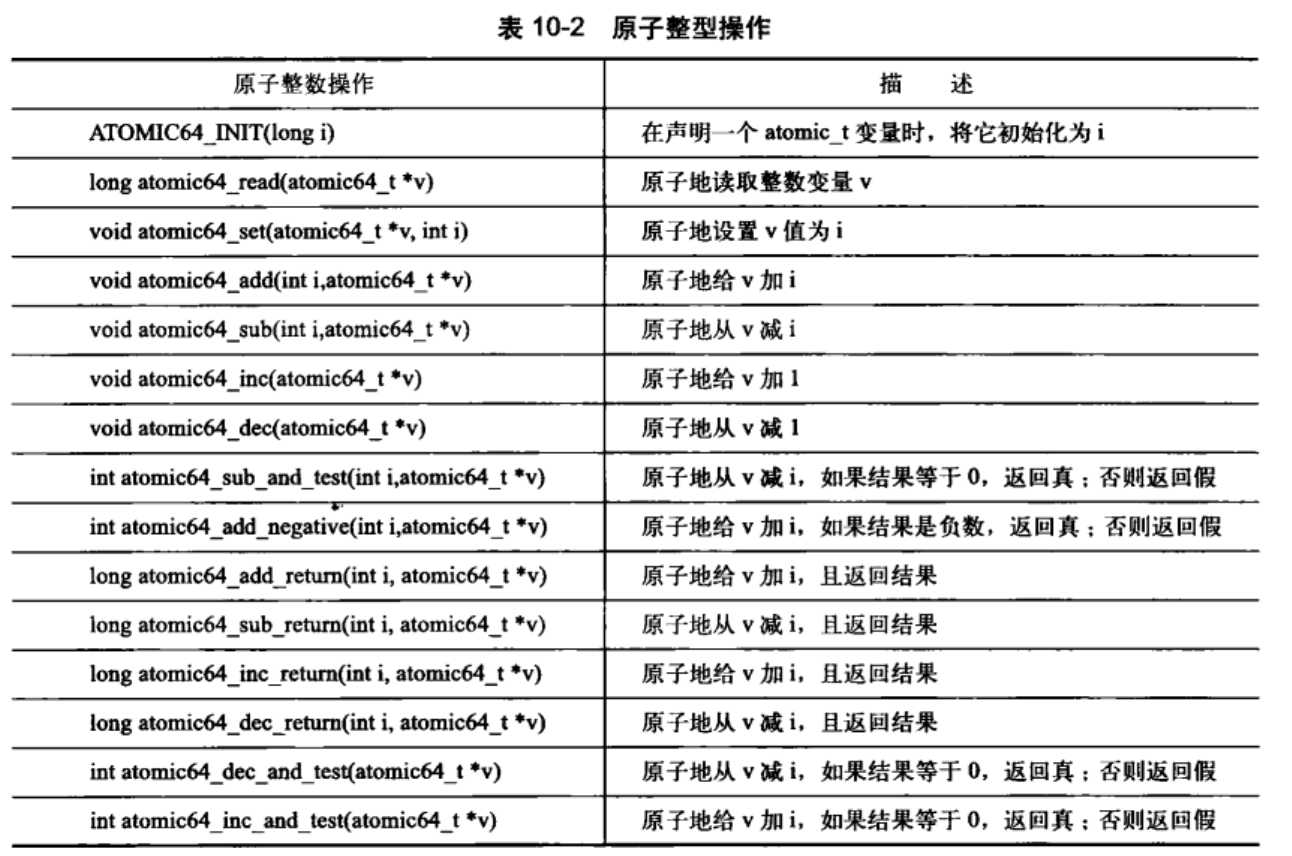 表 10-2 原子整型操作
原子整数操作 描 述
ATOMIC64_INIT(long i) 在声明一个 atomic_t 变量时，将它初始化为 i
long atomic64_read(atomic64_t *v) 原子地读取整数变量 v
void atomic64_set(atomic64_t *v, int i) 原子地设置 v 值为 i
void atomic64_add(int i,atomic64_t *v) 原子地给 v 加 i
void atomic64_sub(int i,atomic64_t *v) 原子地从 v 减 i
void atomic64_inc(atomic64_t *v) 原子地给 v 加 1
void atomic64_dec(atomic64_t *v) 原子地从 v 减 1
int atomic64_sub_and_test(int i,atomic64_t *v) 原子地从 v 减 i，如果结果等于 0，返回真；否则返回假
int atomic64_add_negative(int i,atomic64_t *v) 原子地给 v 加 i，如果结果是负数，返回真；否则返回假
long atomic64_add_return(int i, atomic64_t *v) 原子地给 v 加 i，且返回结果
long atomic64_sub_return(int i, atomic64_t *v) 原子地从 v 减 i，且返回结果
long atomic64_inc_return(int i, atomic64_t *v) 原子地给 v 加 i，且返回结果
long atomic64_dec_return(int i, atomic64_t *v) 原子地从 v 减 i，且返回结果
int atomic64_dec_and_test(atomic64_t *v) 原子地从 v 减 i，如果结果等于 0，返回真；否则返回假
int atomic64_inc_and_test(atomic64_t *v) 原子地给 v 加 i，如果结果等于 0，返回真；否则返回假